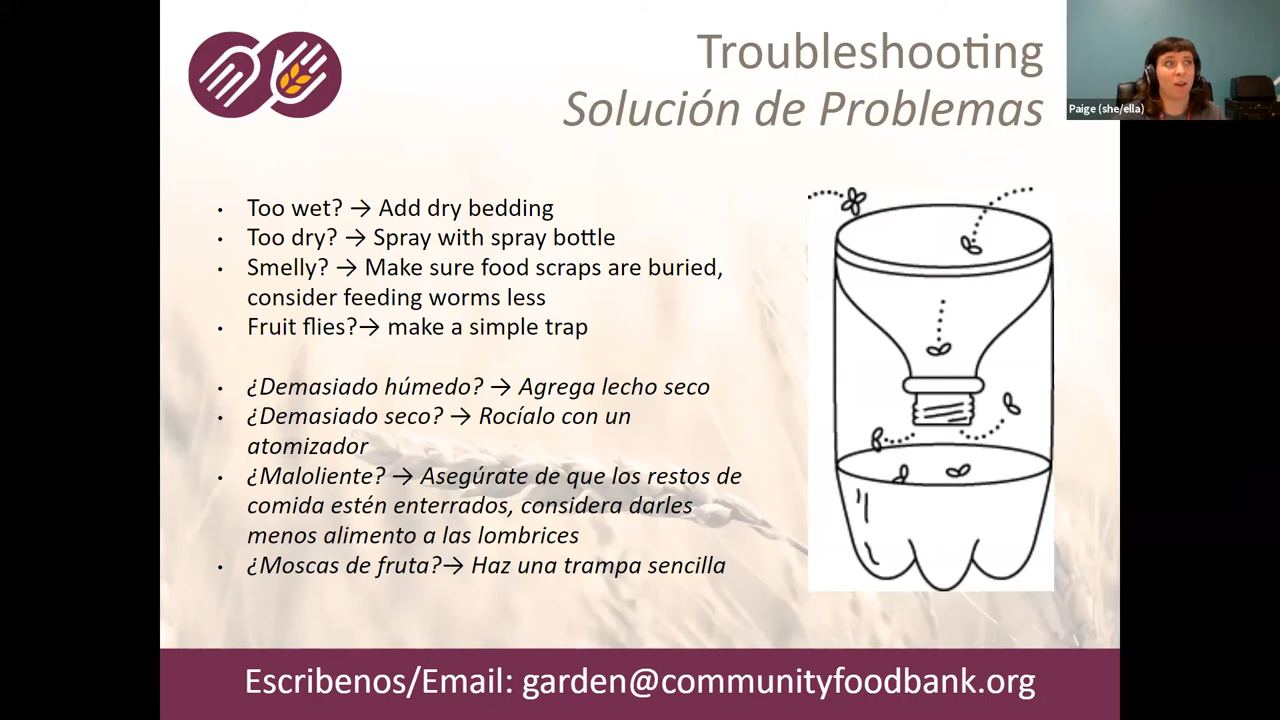 Troubleshooting
Solución de Problemas
Paige (she/ella)
• Too wet? → Add dry bedding
• Too dry? → Spray with spray bottle
• Smelly? → Make sure food scraps are buried,
consider feeding worms less
• Fruit flies?→ make a simple trap
• ¿Demasiado húmedo? → Agrega lecho seco
• ¿Demasiado seco? → Rocíalo con un
atomizador
• ¿Maloliente? → Asegúrate de que los restos de
comida estén enterrados, considera darles
menos alimento a las lombrices
• ¿Moscas de fruta?→ Haz una trampa sencilla
Escribenos/Email: garden@communityfoodbank.org